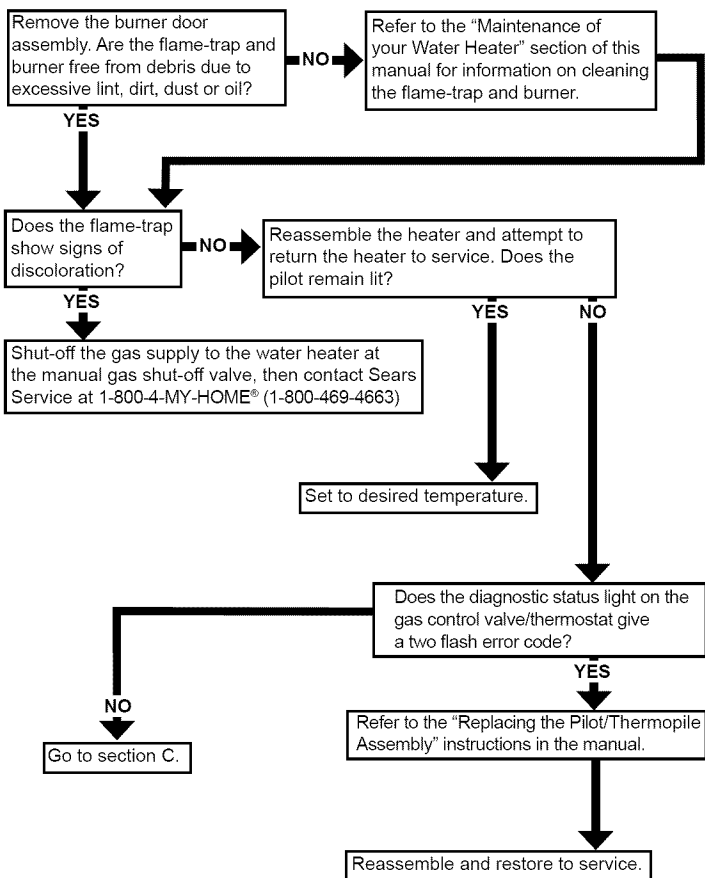 Remove the burner door
assembly. Are the flame-trap and
burner free from debris due to
excessive lint, dirt, dust or oil?
NO
Refer to the “Maintenance of
your Water Heater” section of this
manual for information on cleaning
the flame-trap and burner.
YES
Does the flame-trap
show signs of
discoloration?
NO
Reassemble the heater and attempt to
return the heater to service. Does the
pilot remain lit?
YES
Shut-off the gas supply to the water heater at
the manual gas shut-off valve, then contact Sears
Service at 1-800-4-MY-HOME® (1-800-469-4663)
YES
NO
Set to desired temperature.
Does the diagnostic status light on the
gas control valve/thermostat give
a two flash error code?
NO
Go to section C.
YES
Refer to the “Replacing the Pilot/Thermopile
Assembly” instructions in the manual.
Reassemble and restore to service.